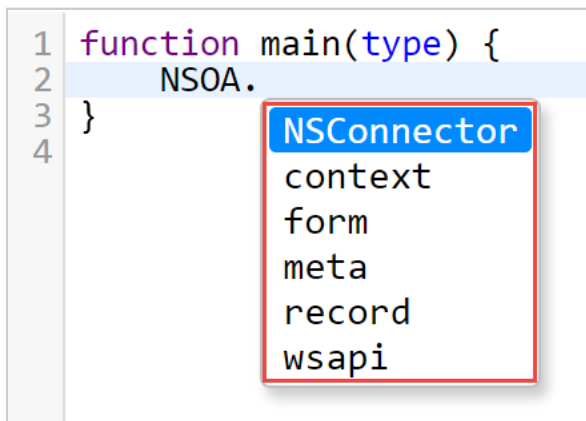 1 function main(type) {
2 NSOA.
3 }
4
NSConnector
context
form
meta
record
wsapi